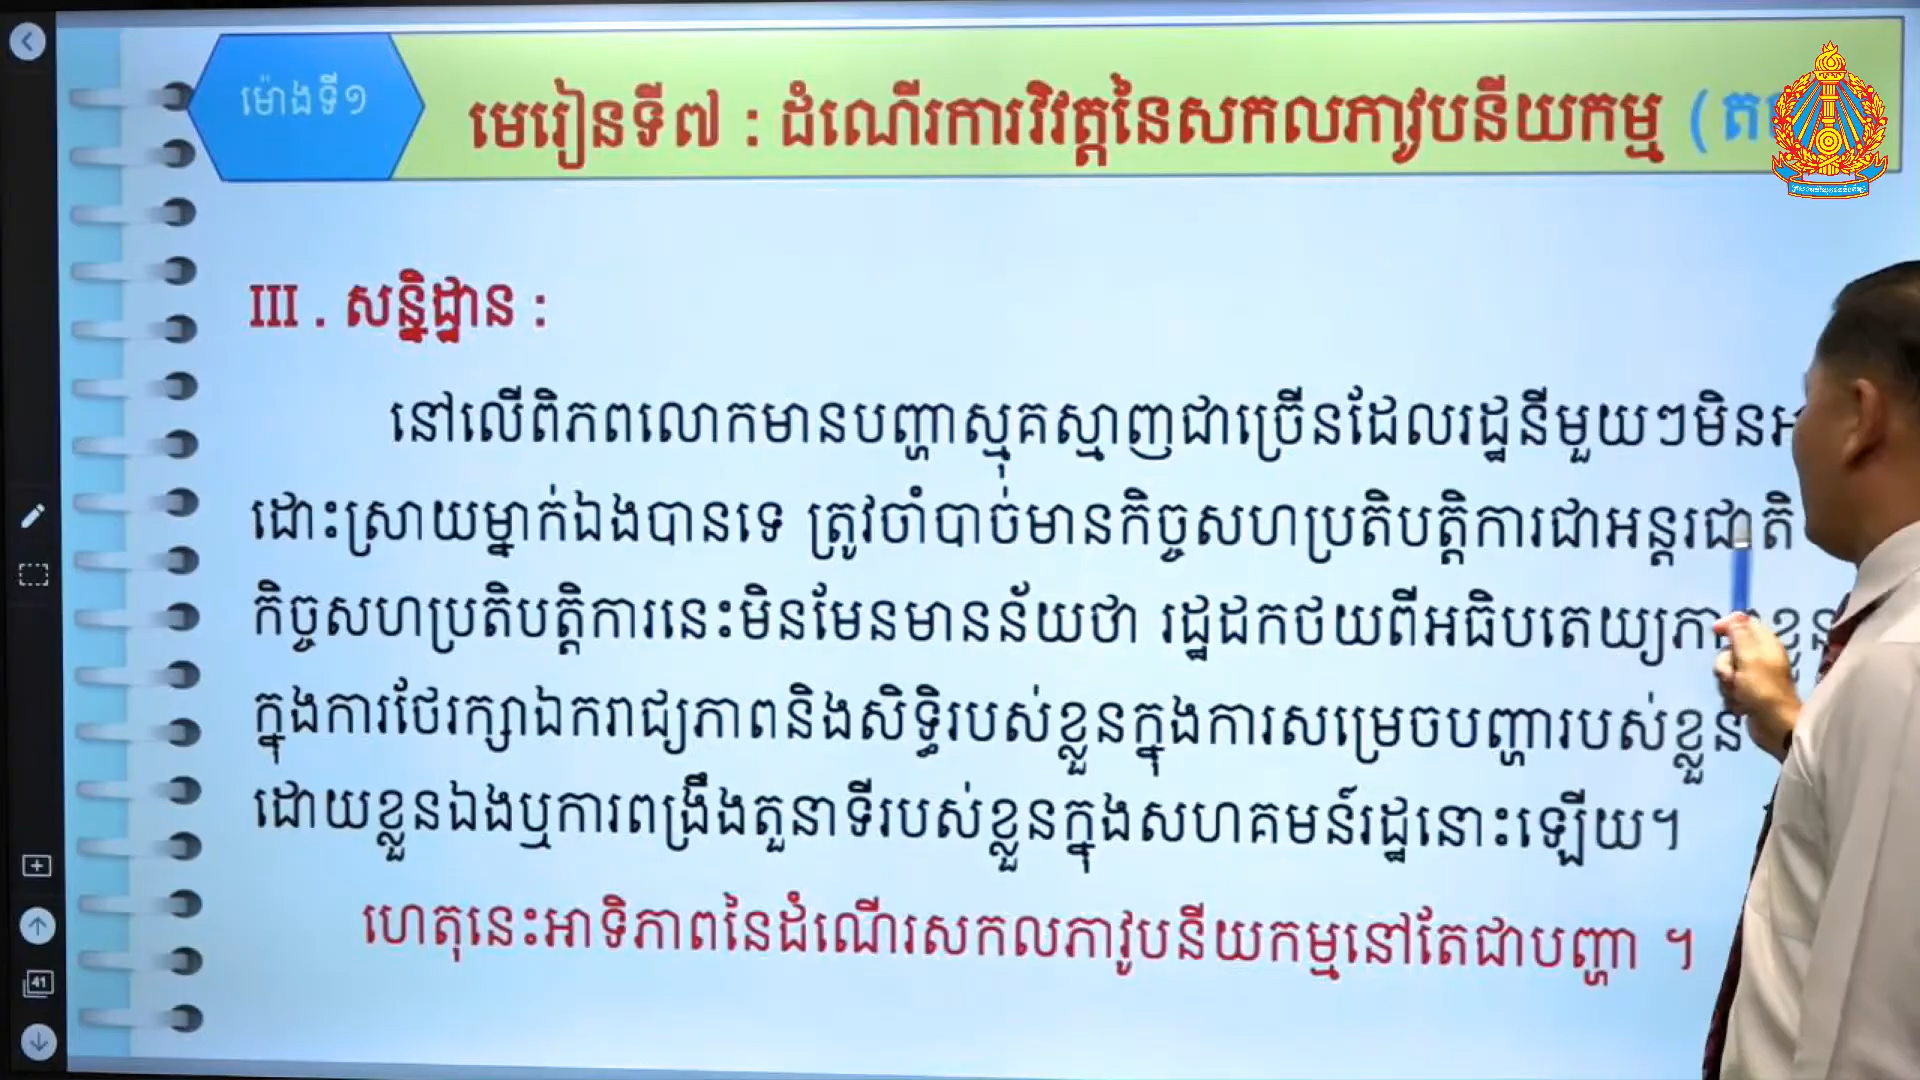 ម៉ោងទី១
មេរៀនទី៧ : ដំណើរការវិវត្តនៃសកលភាវូបនីយកម្ម (
III . សន្និដ្ឋាន :
នៅលើពិភពលោកមានបញ្ហាស្មុគស្មាញជាច្រើនដែលរដ្ឋនីមួយៗមិន
ដោះស្រាយម្នាក់ឯងបានទេ ត្រូវចាំបាច់មានកិច្ចសហប្រតិបត្តិការជាអន្តរជាតិ
កិច្ចសហប្រតិបត្តិការនេះមិនមែនមានន័យថា រដ្ឋដកថយពីអធិបតេយ្យ
ក្នុងការថែរក្សាឯករាជ្យភាពនិងសិទ្ធិរបស់ខ្លួនក្នុងការសម្រេចបញ្ហារបស់ខ្លួន
ដោយខ្លួនឯងឬការពង្រឹងតួនាទីរបស់ខ្លួនក្នុងសហគមន៍រដ្ឋនោះឡើយ។
ហេតុនេះអាទិភាពនៃដំណើរសកលភាវូបនីយកម្មនៅតែជាបញ្ហា ។
41